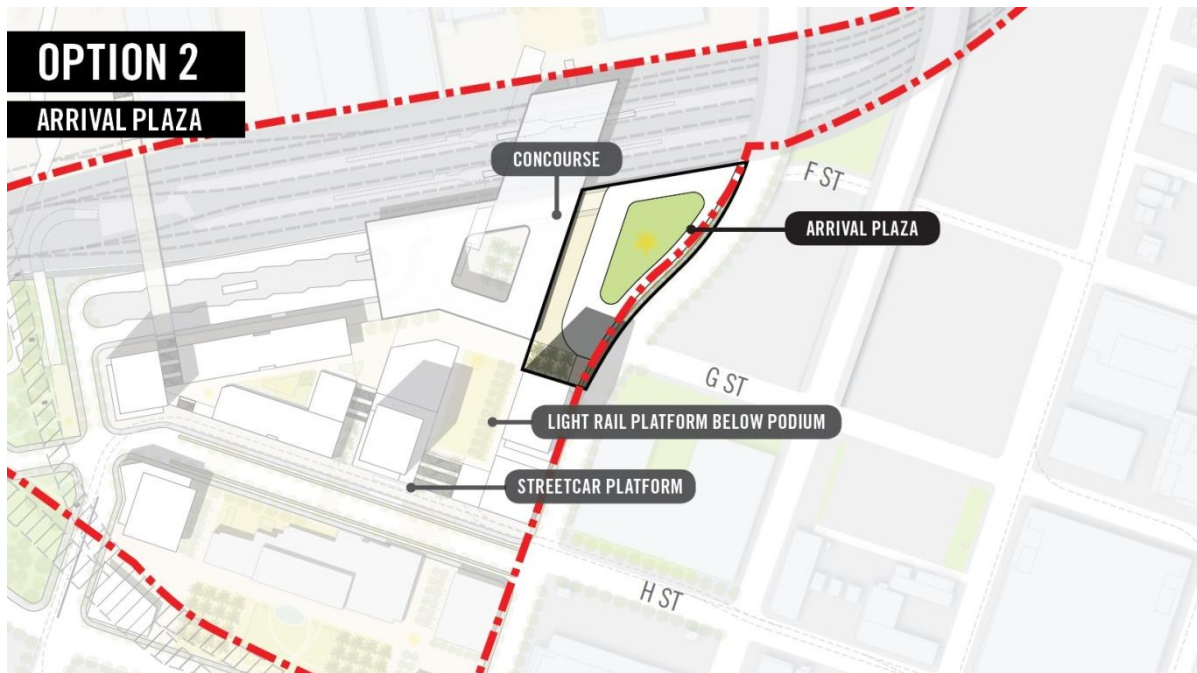 OPTION 2
ARRIVAL PLAZA
CONCOURSE
F ST
ARRIVAL PLAZA
G ST
LIGHT RAIL PLATFORM BELOW PODIUM
STREETCAR PLATFORM
H ST